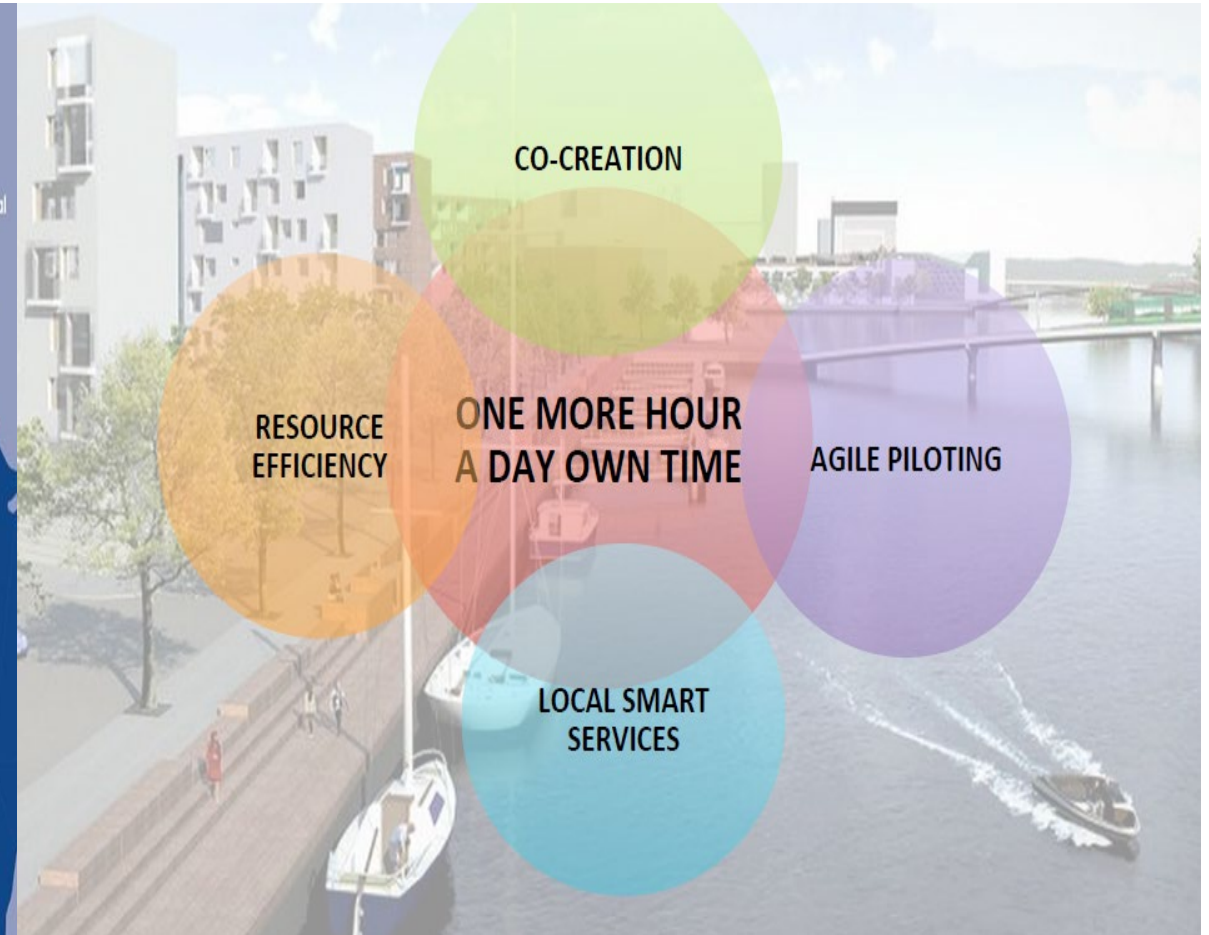 CO-CREATION
RESOURCE
EFFICIENCY
ONE MORE HOUR
A DAY OWN TIME
AGILE PILOTING
LOCAL SMART
SERVICES